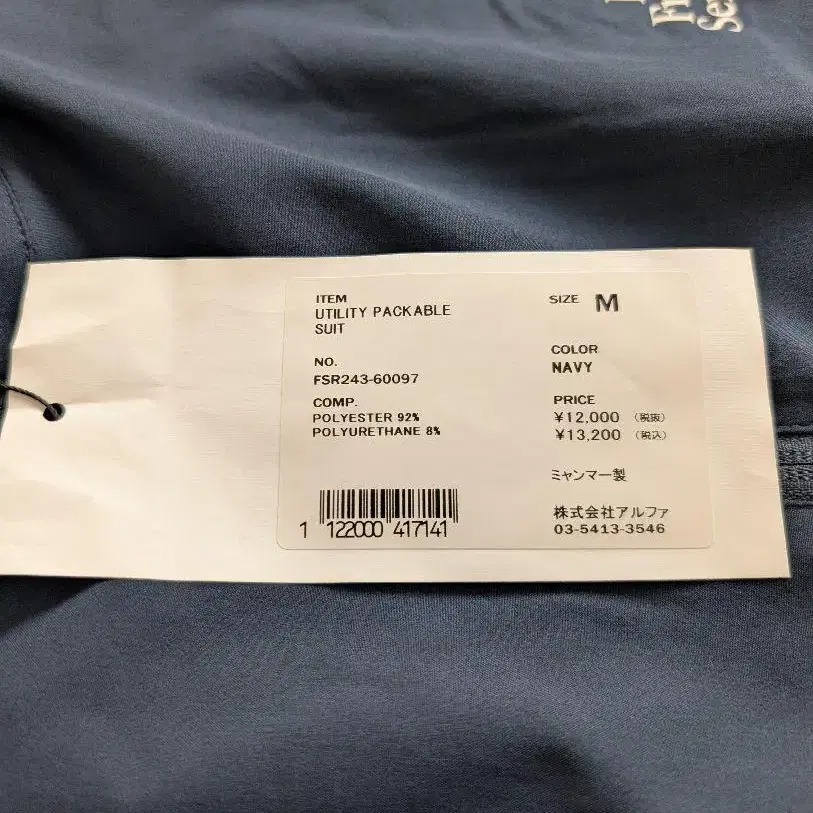 ITEM
UTILITY PACKABLE
SUIT
NO.
FSR243-60097
COMP.
POLYESTER 92%
POLYURETHANE 8%
1 122000 417141
SIZE M
COLOR
NAVY
PRICE
¥12,000 (税抜)
¥13,200 (税込)
ミャンマー製
株式会社アルファ
03-5413-3546